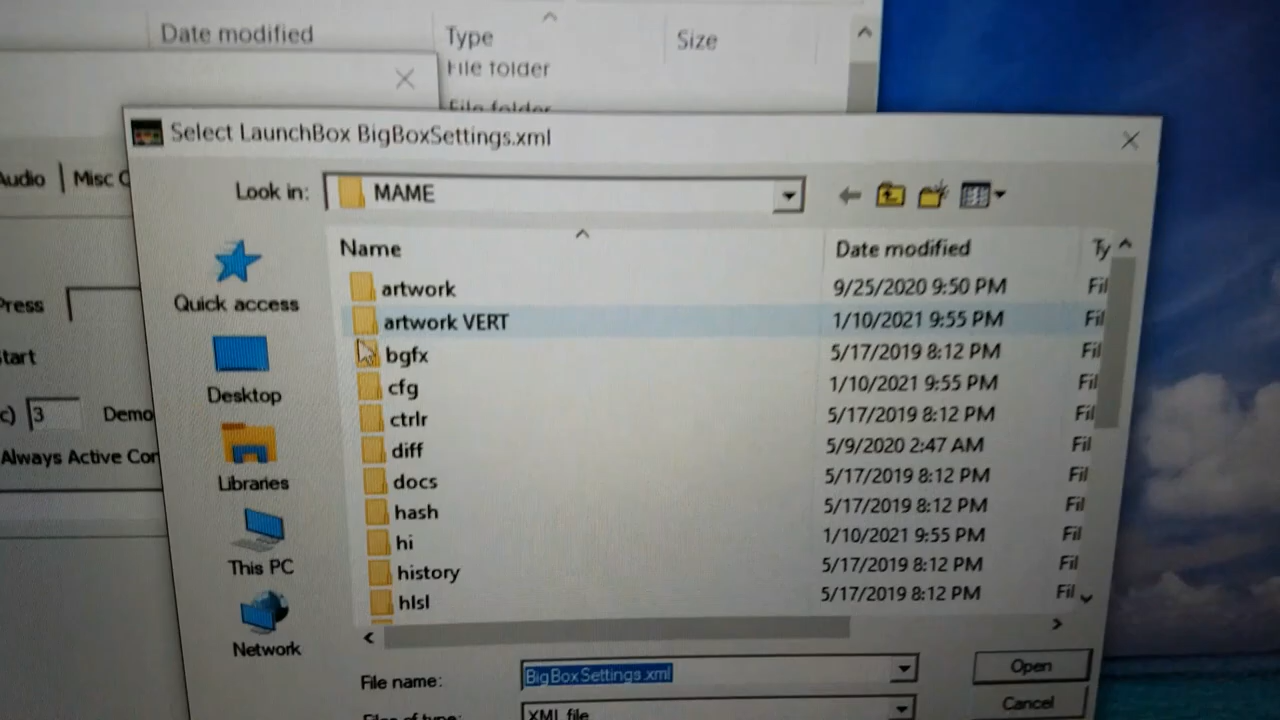 Date modified Type Size
File folder
File folder
Select LaunchBox BigBoxSettings.xml
Audio Misc
Look in: MAME
Name Date modified
Quick access
artwork 9/25/2020 9:50 PM
artwork VERT 1/10/2021 9:55 PM
bgfx 5/17/2019 8:12 PM
cfg 1/10/2021 9:55 PM
ctrlr 5/17/2019 8:12 PM
diff 5/9/2020 2:47 AM
docs 5/17/2019 8:12 PM
hash 5/17/2019 8:12 PM
hi 1/10/2021 9:55 PM
history 5/17/2019 8:12 PM
hlsl 5/17/2019 8:12 PM
Desktop
Libraries
This PC
Network
Press
Start
3 Demo
Always Active
File name: BigBoxSettings.xml Open
Files of type: XML file Cancel